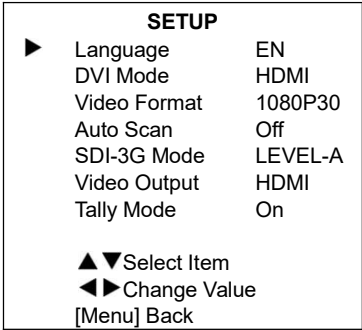 SETUP
▶ Language EN
DVI Mode HDMI
Video Format 1080P30
Auto Scan Off
SDI-3G Mode LEVEL-A
Video Output HDMI
Tally Mode On
▲▼Select Item
◀▶Change Value
[Menu] Back